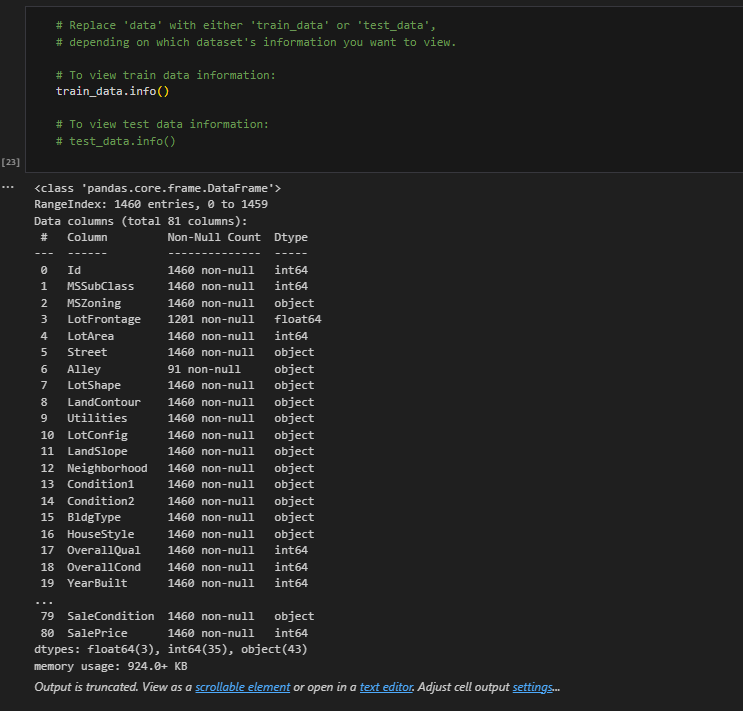 # Replace 'data' with either 'train_data' or 'test_data',
# depending on which dataset's information you want to view.
# To view train data information:
train_data.info()
# To view test data information:
# test_data.info()
[23]
... <class 'pandas.core.frame.DataFrame'>
RangeIndex: 1460 entries, 0 to 1459
Data columns (total 81 columns):
 #   Column         Non-Null Count  Dtype
---  ------         --------------  -----
 0   Id             1460 non-null   int64
 1   MSSubClass     1460 non-null   int64
 2   MSZoning       1460 non-null   object
 3   LotFrontage    1201 non-null   float64
 4   LotArea        1460 non-null   int64
 5   Street         1460 non-null   object
 6   Alley          91 non-null     object
 7   LotShape       1460 non-null   object
 8   LandContour    1460 non-null   object
 9   Utilities      1460 non-null   object
 10  LotConfig      1460 non-null   object
 11  LandSlope      1460 non-null   object
 12  Neighborhood   1460 non-null   object
 13  Condition1     1460 non-null   object
 14  Condition2     1460 non-null   object
 15  BldgType       1460 non-null   object
 16  HouseStyle     1460 non-null   object
 17  OverallQual    1460 non-null   int64
 18  OverallCond    1460 non-null   int64
 19  YearBuilt      1460 non-null   int64
...
 79  SaleCondition  1460 non-null   object
 80  SalePrice      1460 non-null   int64
dtypes: float64(3), int64(35), object(43)
memory usage: 924.0+ KB
Output is truncated. View as a scrollable element or open in a text editor. Adjust cell output settings...